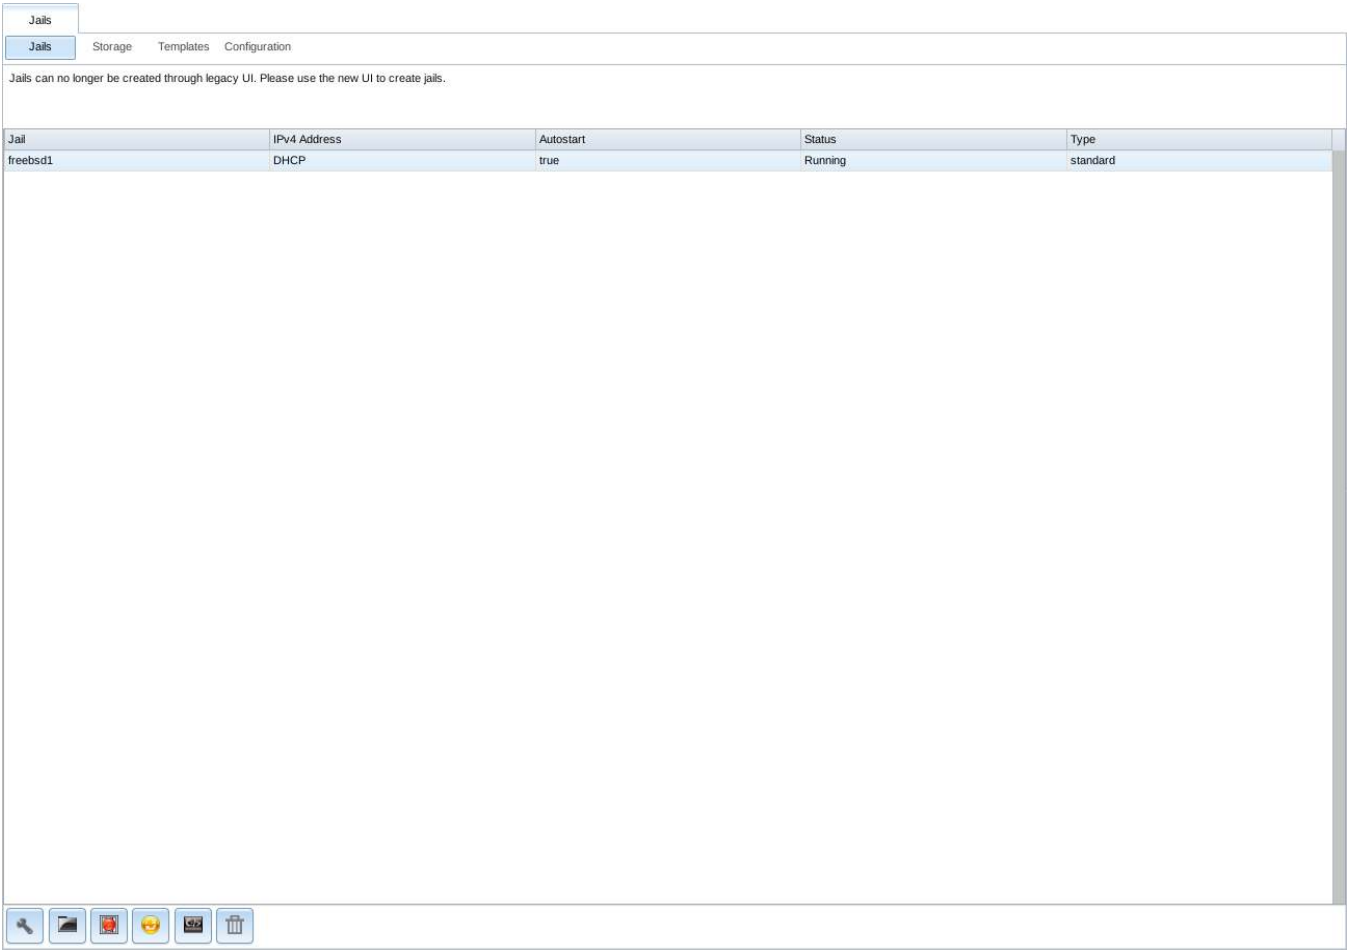 Jails
Jails Storage Templates Configuration
Jails can no longer be created through legacy UI. Please use the new UI to create jails.
Jail IPv4 Address Autostart Status Type
freebsd1 DHCP true Running standard